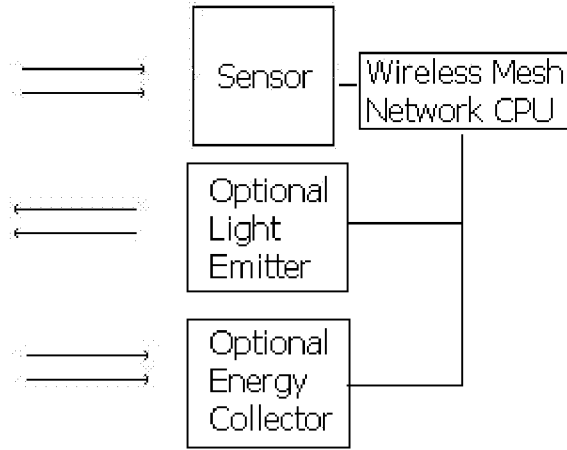 Sensor
Wireless Mesh
Network CPU
Optional
Light
Emitter
Optional
Energy
Collector